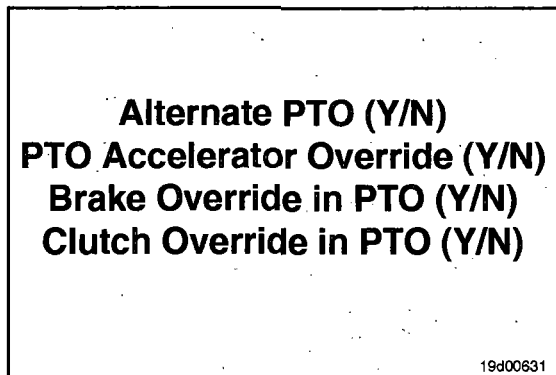 Alternate PTO (Y/N)
PTO Accelerator Override (Y/N)
Brake Override in PTO (Y/N)
Clutch Override in PTO (Y/N)
19d00631